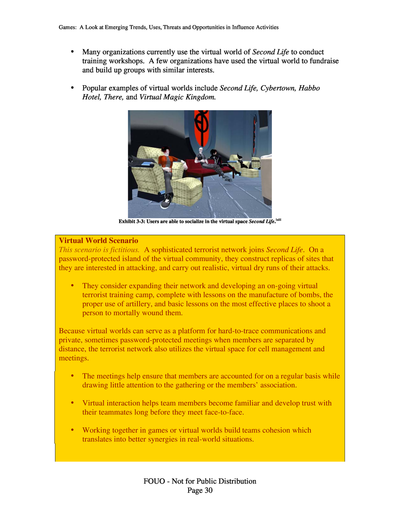 Games: A Look at Emerging Trends, Uses, Threats and Opportunities in Influence Activities
• Many organizations currently use the virtual world of Second Life to conduct
training workshops. A few organizations have used the virtual world to fundraise
and build up groups with similar interests.
• Popular examples of virtual worlds include Second Life, Cybertown, Habbo
Hotel, There, and Virtual Magic Kingdom.
Exhibit 3-3: Users are able to socialize in the virtual space Second Life.
Virtual World Scenario
This scenario is fictitious. A sophisticated terrorist network joins Second Life. On a
password-protected island of the virtual community, they construct replicas of sites that
they are interested in attacking, and carry out realistic, virtual dry runs of their attacks.
• They consider expanding their network and developing an on-going virtual
terrorist training camp, complete with lessons on the manufacture of bombs, the
proper use of artillery, and basic lessons on the most effective places to shoot a
person to mortally wound them.
Because virtual worlds can serve as a platform for hard-to-trace communications and
private, sometimes password-protected meetings when members are separated by
distance, the terrorist network also utilizes the virtual space for cell management and
meetings.
• The meetings help ensure that members are accounted for on a regular basis while
drawing little attention to the gathering or the members' association.
• Virtual interaction helps team members become familiar and develop trust with
their teammates long before they meet face-to-face.
• Working together in games or virtual worlds build teams cohesion which
translates into better synergies in real-world situations.
FOUO - Not for Public Distribution
Page 30